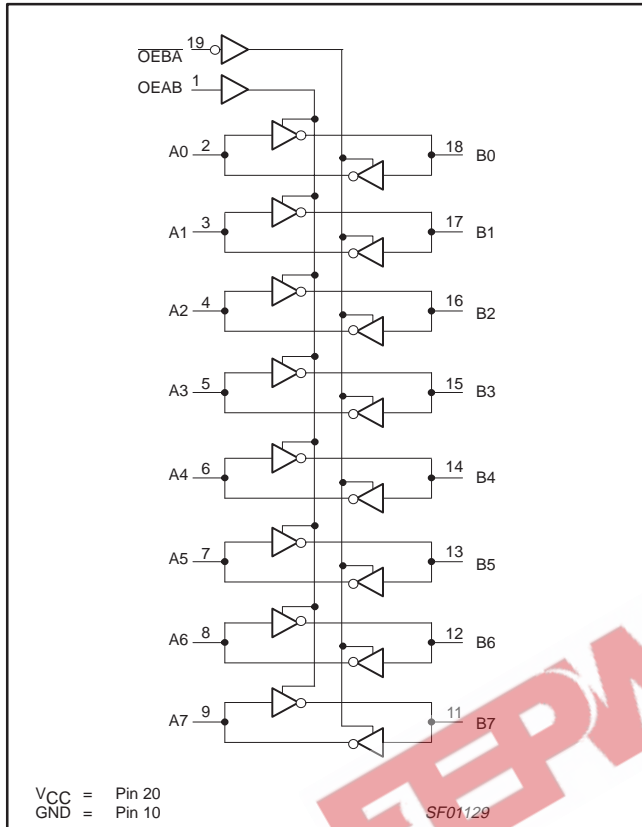 OEBA 19
OEAB 1
A0 2 18 B0
A1 3 17 B1
A2 4 16 B2
A3 5 15 B3
A4 6 14 B4
A5 7 13 B5
A6 8 12 B6
A7 9 11 B7
VCC = Pin 20
GND = Pin 10
SF01129